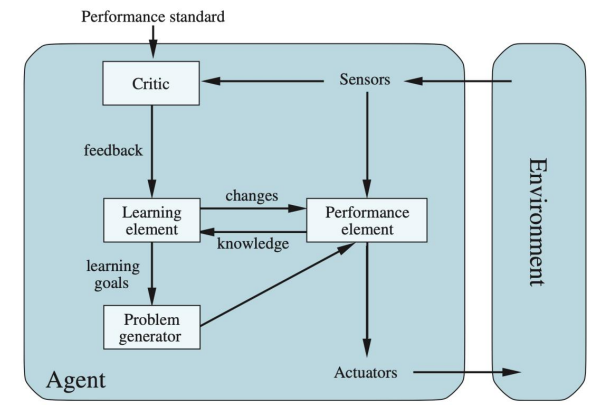 Performance standard
Critic
Sensors
feedback
changes
Learning
element
Performance
element
knowledge
learning
goals
Problem
generator
Agent
Actuators
Environment